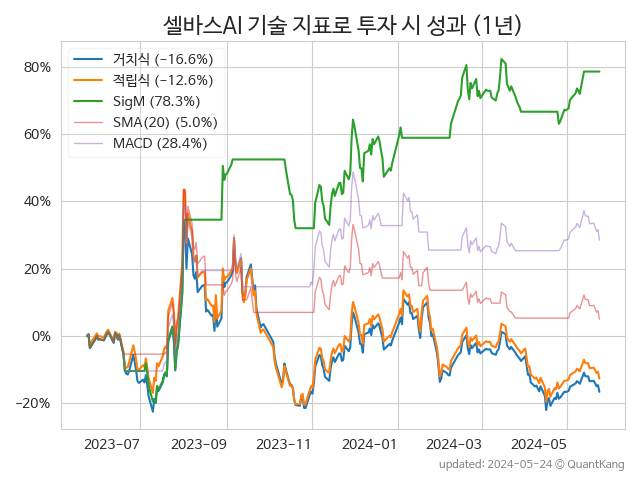 셀바스AI 기술 지표로 투자 시 성과 (1년)
거치식 (−16.6%)
적립식 (−12.6%)
SigM (78.3%)
SMA(20) (5.0%)
MACD (28.4%)
80%
60%
40%
20%
0%
−20%
2023-07 2023-09 2023-11 2024-01 2024-03 2024-05
updated: 2024-05-24 © QuantKang